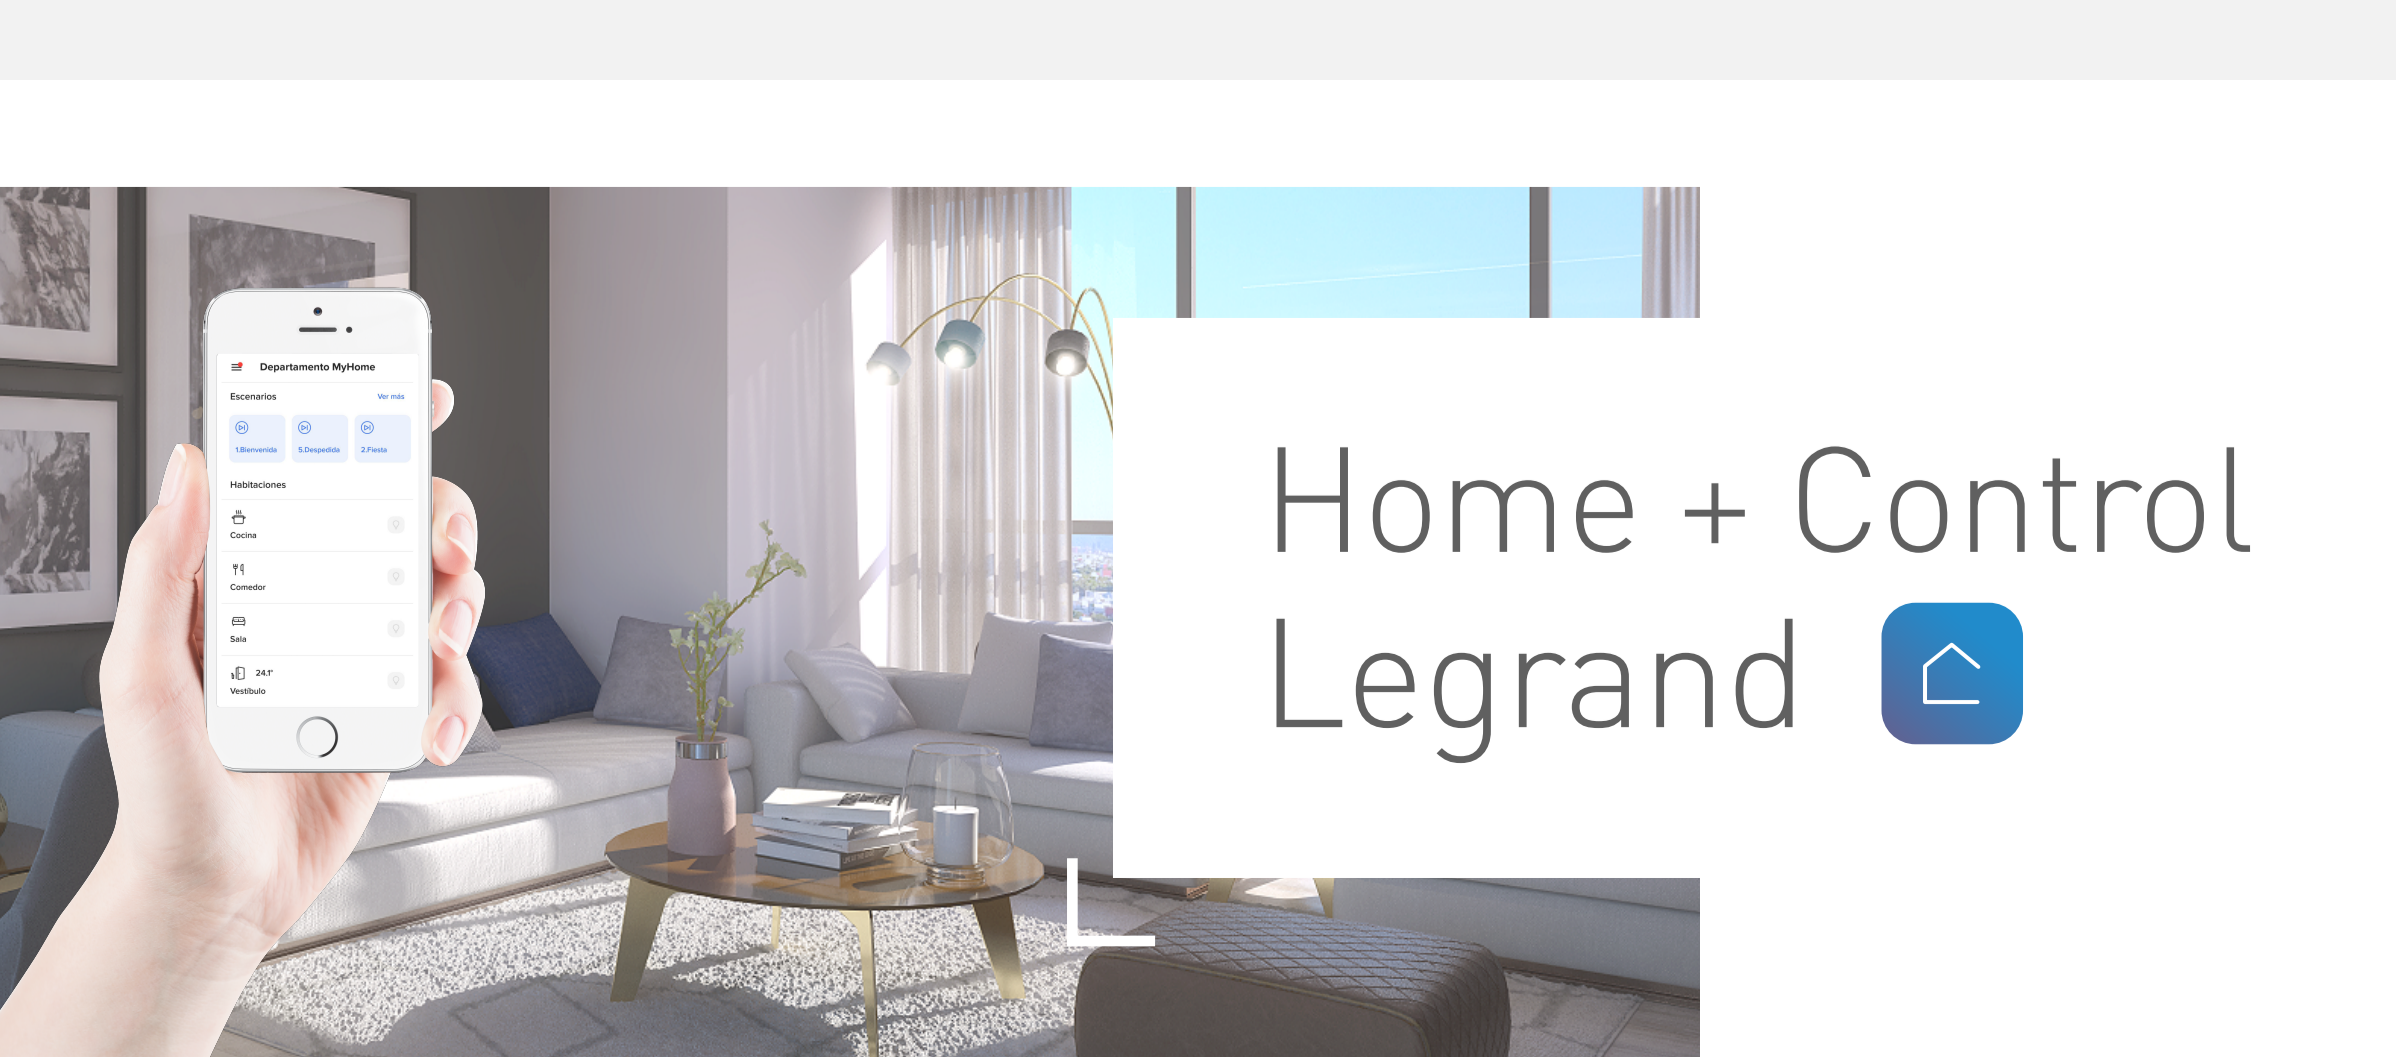 Departamento MyHome
Escenarios Ver más
1.Bienvenida 5.Despedida 2.Fiesta
Habitaciones
Cocina
Comedor
Sala
24.1°
Vestíbulo
Home + Control
Legrand